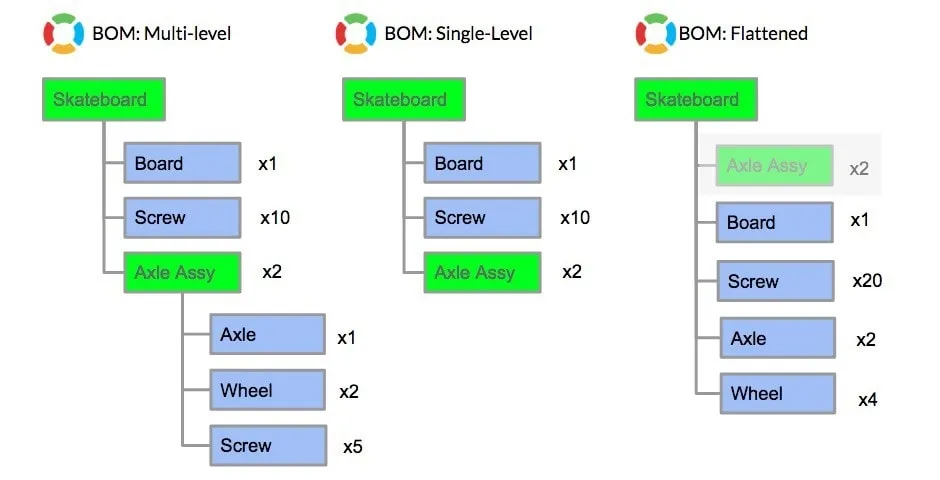 BOM: Multi-level
Skateboard
Board x1
Screw x10
Axle Assy x2
Axle x1
Wheel x2
Screw x5
BOM: Single-Level
Skateboard
Board x1
Screw x10
Axle Assy x2
BOM: Flattened
Skateboard
Axle Assy x2
Board x1
Screw x20
Axle x2
Wheel x4